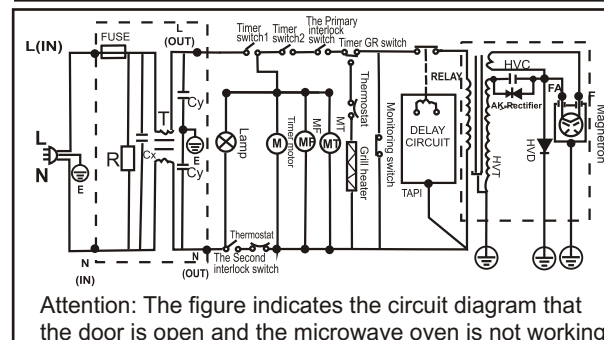 L(IN)
FUSE
L
(OUT)
Timer
switch1
Timer
switch2
The Primary
interlock
switch
Timer GR switch
L
N
E
R
Cx
T
Cy
Cy
E
Lamp
M
Timer motor
MF
MF
MT
MT
Thermostat
Grill heater
Monitoring switch
RELAY
DELAY
CIRCUIT
TAPI
HVC
AK-Rectifier
FA
F
HVT
HVD
Magnetron
N
(IN)
N
(OUT)
Thermostat
The Second
interlock switch
Attention: The figure indicates the circuit diagram that
the door is open and the microwave oven is not working